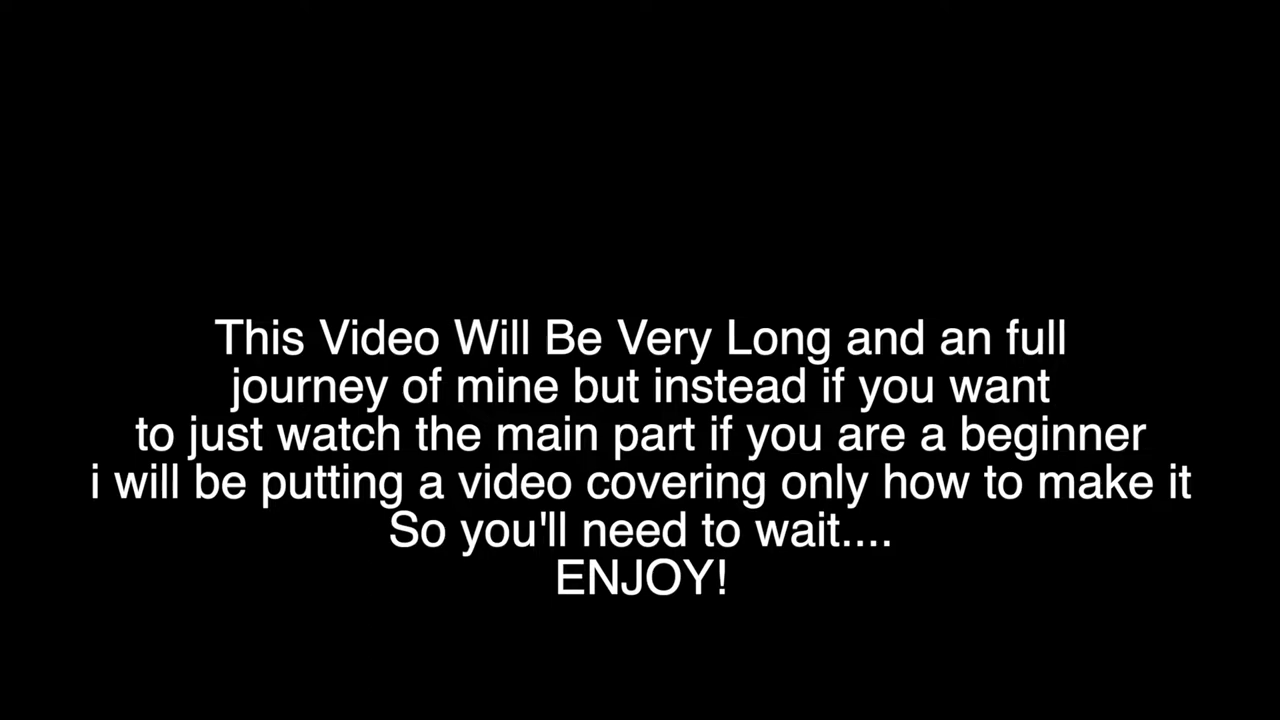 This Video Will Be Very Long and an full
journey of mine but instead if you want
to just watch the main part if you are a beginner
i will be putting a video covering only how to make it
So you'll need to wait....
ENJOY!